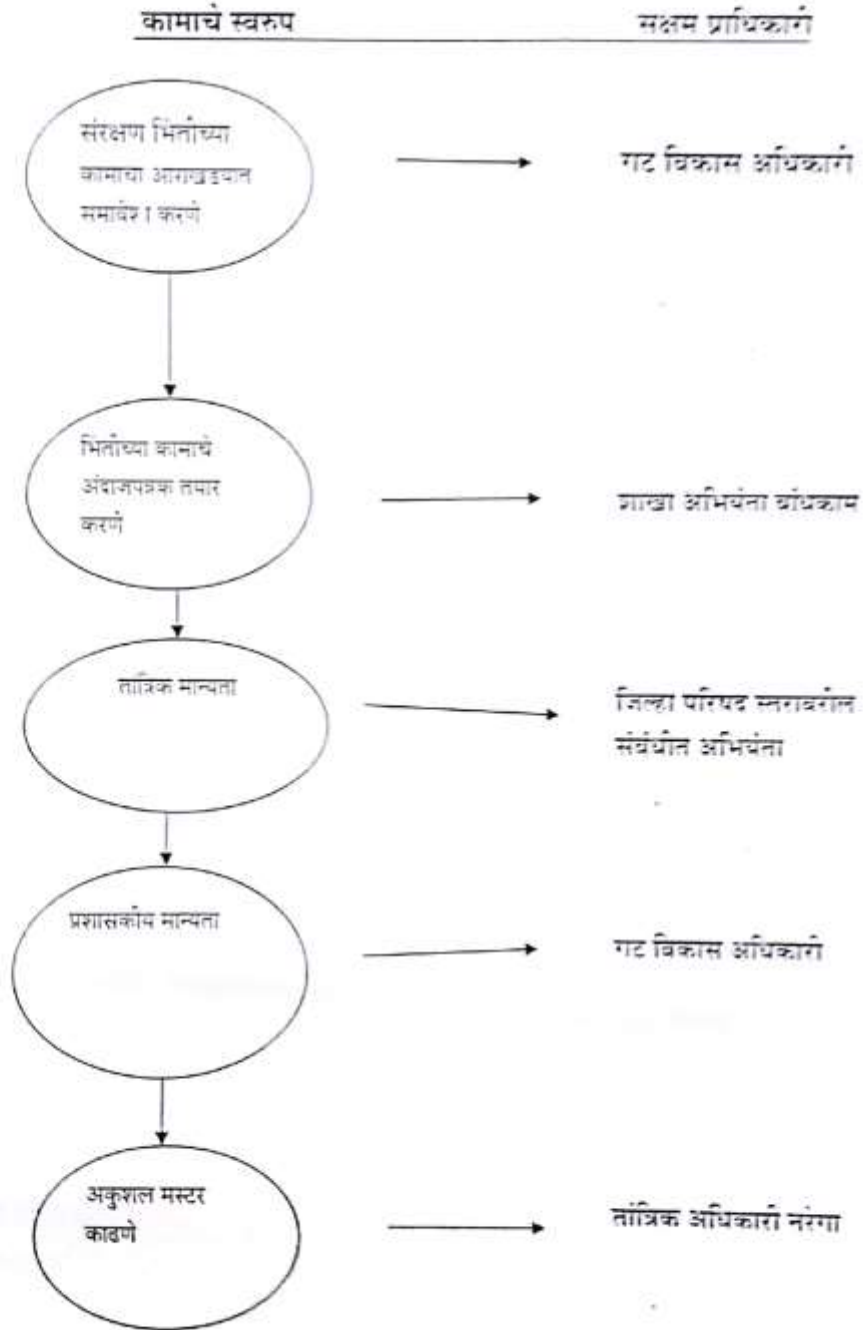 कामाचे स्वरुप
सक्षम प्राधिकारी
संरक्षण भिंतीच्या
कामाचा आराखडयात
समावेश । करणे
गट विकास अधिकारी
भिंतीच्या कामाचे
अंदाजपत्रक तयार
करणे
शाखा अभियंता बांधकाम
तांत्रिक मान्यता
जिल्हा परिषद स्तरावरील
संबंधीत अभियंता
प्रशासकीय मान्यता
गट विकास अधिकारी
अकुशल मस्टर
काढणे
तांत्रिक अधिकारी नरेगा